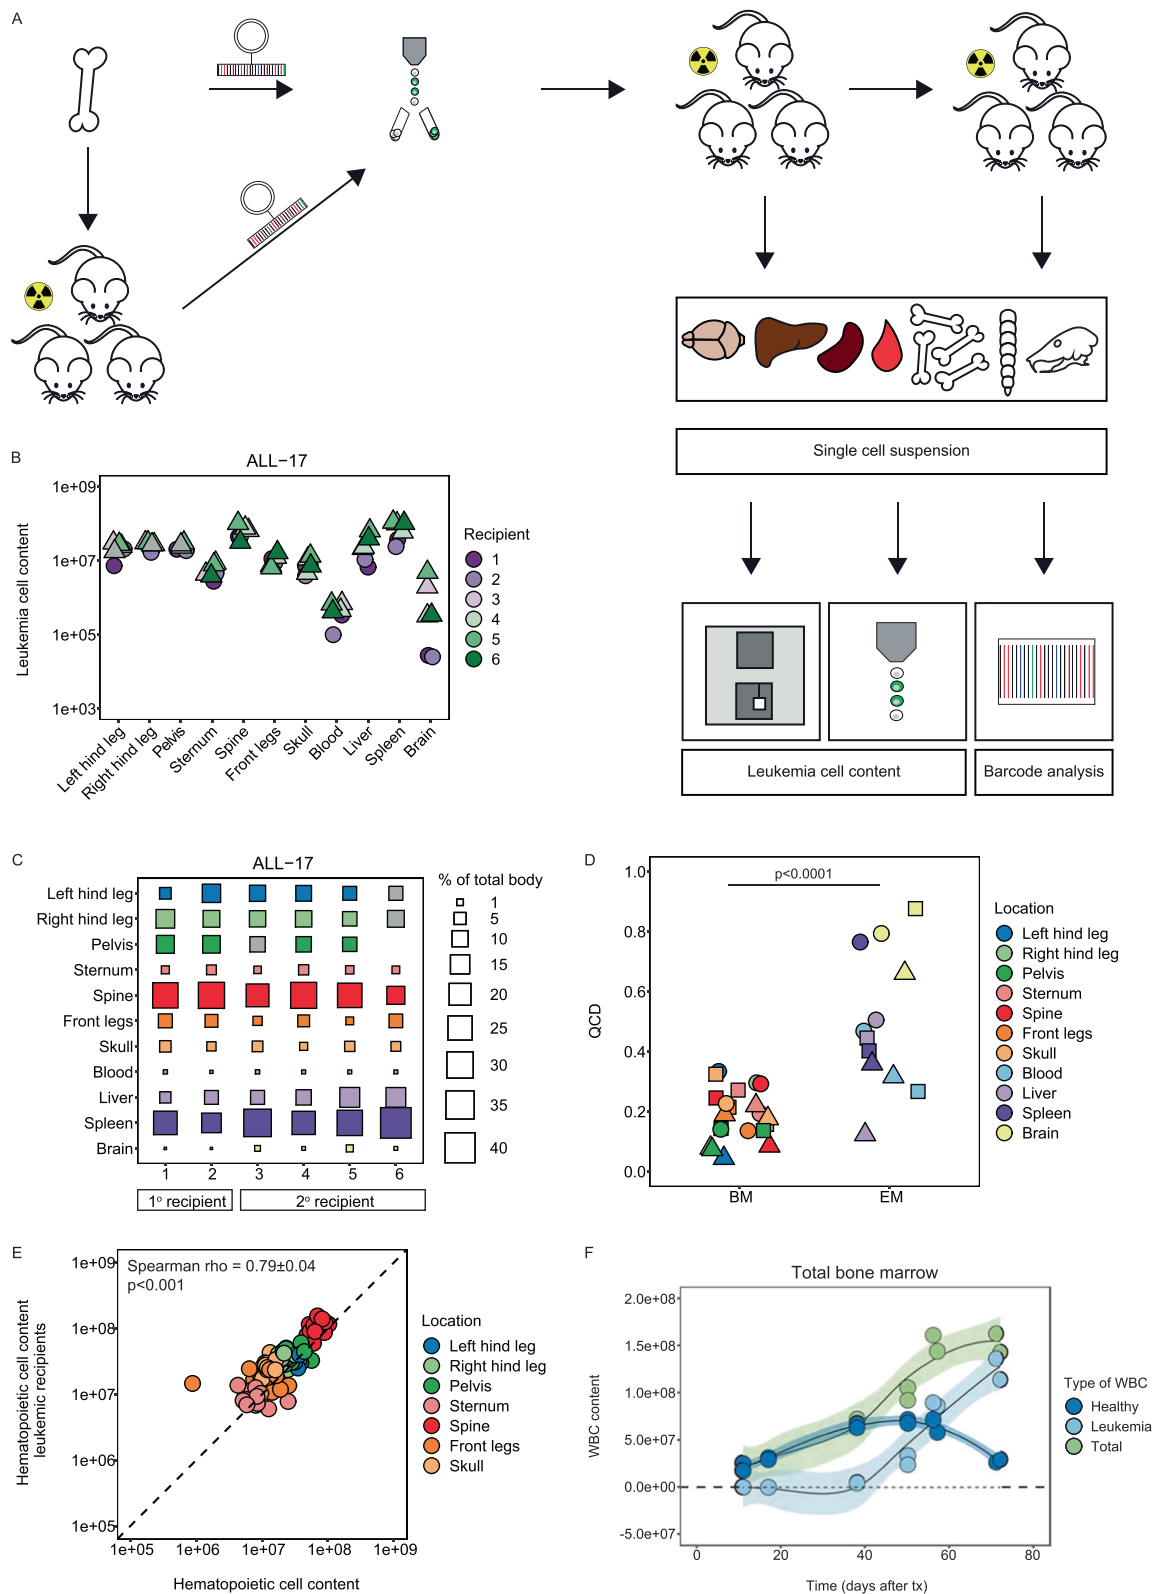 A
Single cell suspension
Leukemia cell content
Barcode analysis
B
ALL−17
Leukemia cell content
1e+09
1e+07
1e+05
1e+03
Left hind leg
Right hind leg
Pelvis
Sternum
Spine
Front legs
Skull
Blood
Liver
Spleen
Brain
Recipient
1
2
3
4
5
6
C
ALL−17
Left hind leg
Right hind leg
Pelvis
Sternum
Spine
Front legs
Skull
Blood
Liver
Spleen
Brain
1 2 3 4 5 6
1º recipient
2º recipient
% of total body
1
5
10
15
20
25
30
35
40
D
QCD
1.0
0.8
0.6
0.4
0.2
0.0
p<0.0001
BM EM
Location
Left hind leg
Right hind leg
Pelvis
Sternum
Spine
Front legs
Skull
Blood
Liver
Spleen
Brain
E
Spearman rho = 0.79±0.04
p<0.001
Hematopoietic cell content
leukemic recipients
1e+09
1e+08
1e+07
1e+06
1e+05
1e+05 1e+06 1e+07 1e+08 1e+09
Hematopoietic cell content
Location
Left hind leg
Right hind leg
Pelvis
Sternum
Spine
Front legs
Skull
F
Total bone marrow
WBC content
2.0e+08
1.5e+08
1.0e+08
5.0e+07
0.0e+00
-5.0e+07
0 20 40 60 80
Time (days after tx)
Type of WBC
Healthy
Leukemia
Total